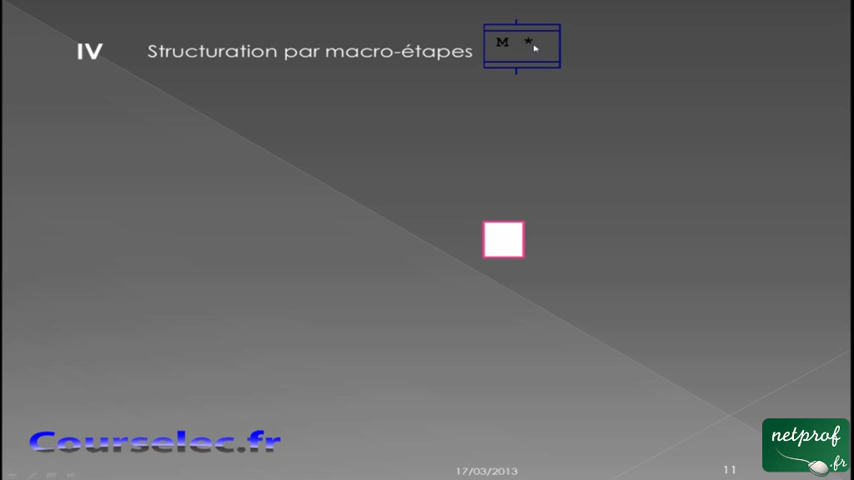 IV Structuration par macro-étapes M *
Courselec.fr
17/03/2013 11
netprof
.fr